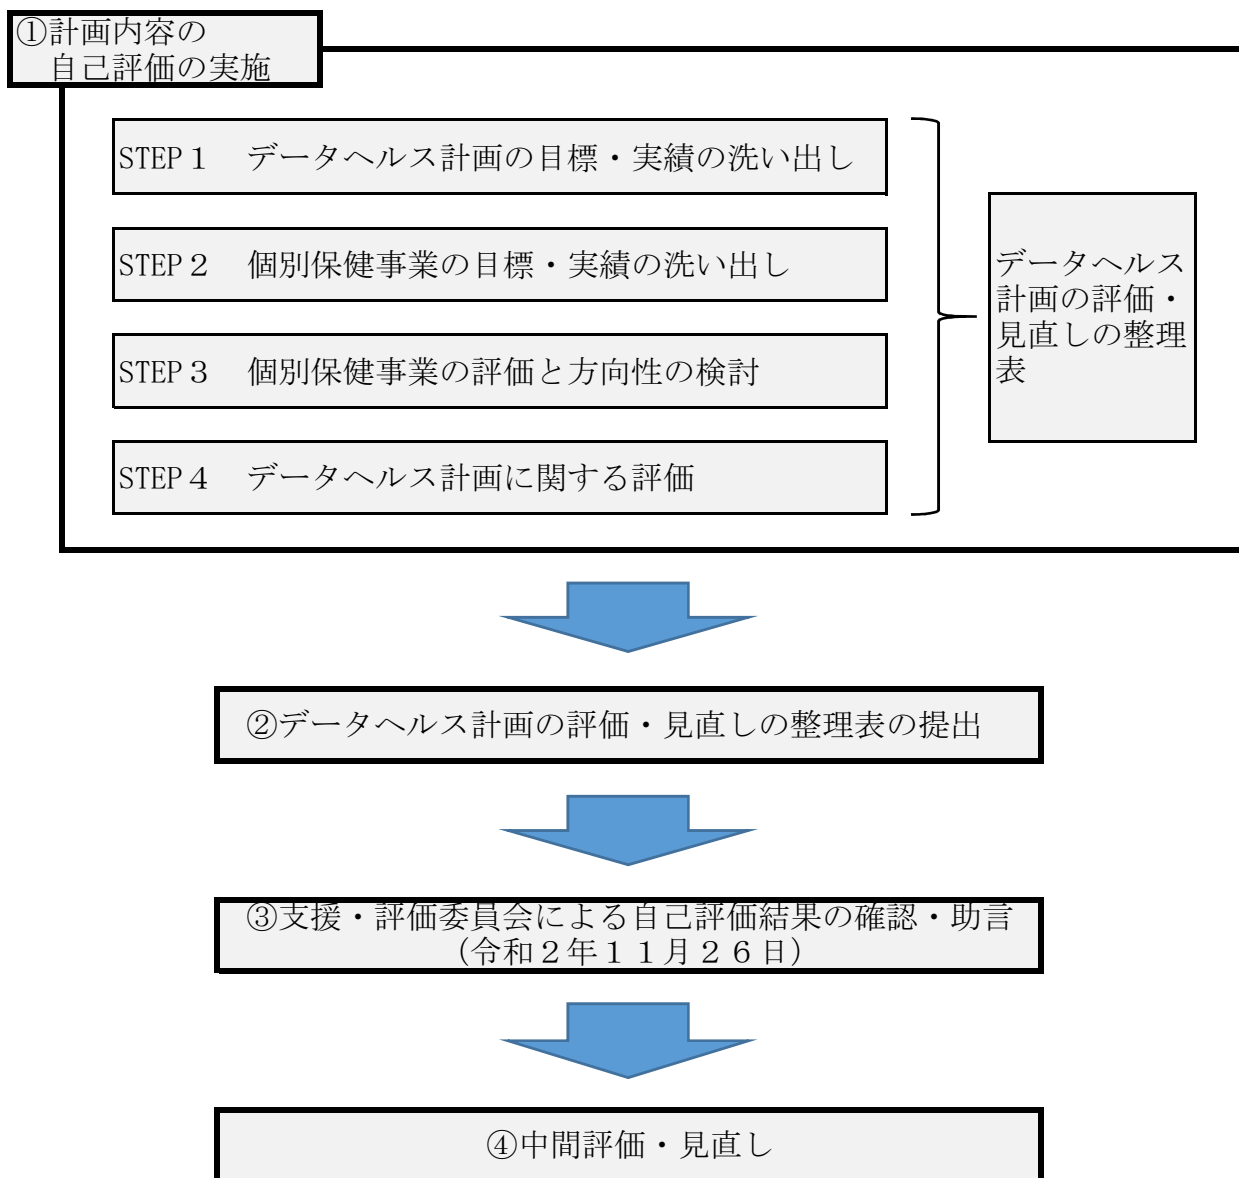 ①計画内容の
自己評価の実施
STEP１　データヘルス計画の目標・実績の洗い出し
STEP２　個別保健事業の目標・実績の洗い出し
STEP３　個別保健事業の評価と方向性の検討
STEP４　データヘルス計画に関する評価
データヘルス
計画の評価・
見直しの整理
表
②データヘルス計画の評価・見直しの整理表の提出
③支援・評価委員会による自己評価結果の確認・助言
(令和２年１１月２６日)
④中間評価・見直し